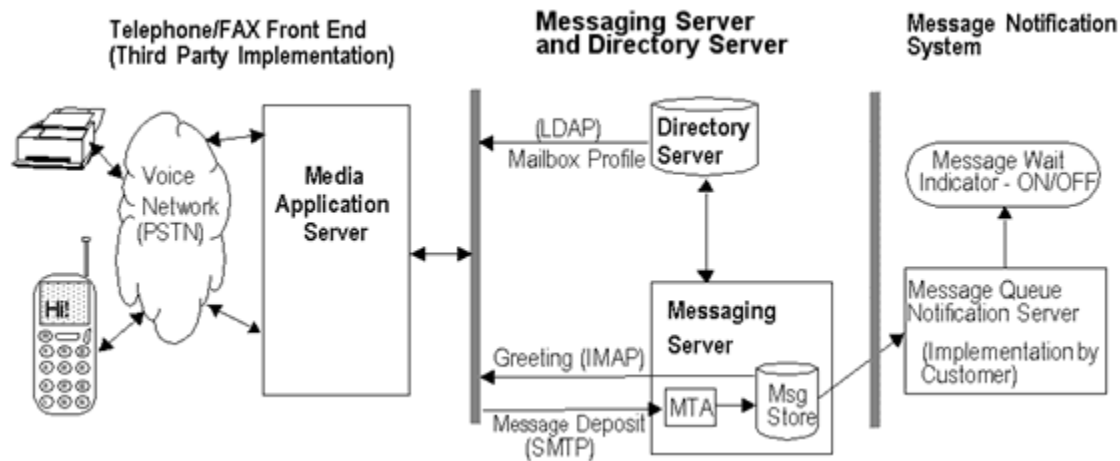 Telephone/FAX Front End
(Third Party Implementation)
Messaging Server
and Directory Server
Message Notification
System
Voice
Network
(PSTN)
Media
Application
Server
(LDAP)
Mailbox Profile
Directory
Server
Message Wait
Indicator - ON/OFF
Hi!
Messaging
Server
Greeting (IMAP)
MTA
Msg
Store
Message Deposit
(SMTP)
Message Queue
Notification Server
(Implementation by
Customer)